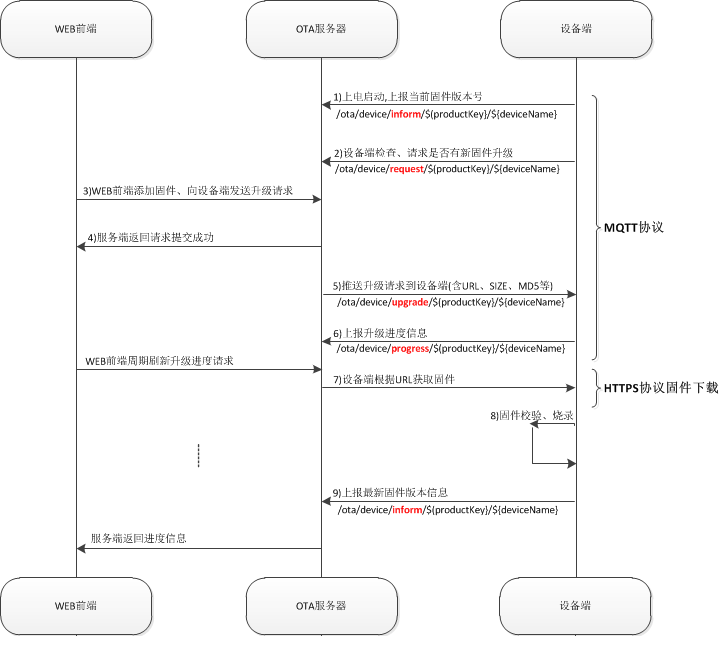 WEB前端
OTA服务器
设备端
1)上电启动,上报当前固件版本号
/ota/device/inform/$(productKey}/${deviceName}
2)设备端检查、请求是否有新固件升级
/ota/device/request/$(productKey}/${deviceName}
3)WEB前端添加固件、向设备端发送升级请求
MQTT协议
4)服务端返回请求提交成功
5)推送升级请求到设备端(含URL、SIZE、MD5等)
/ota/device/upgrade/$(productKey}/${deviceName}
6)上报升级进度信息
/ota/device/progress/$(productKey}/${deviceName}
WEB前端周期刷新升级进度请求
7)设备端根据URL获取固件
HTTPS协议固件下载
8)固件校验、烧录
9)上报最新固件版本信息
/ota/device/inform/$(productKey}/${deviceName}
服务端返回进度信息
WEB前端
OTA服务器
设备端